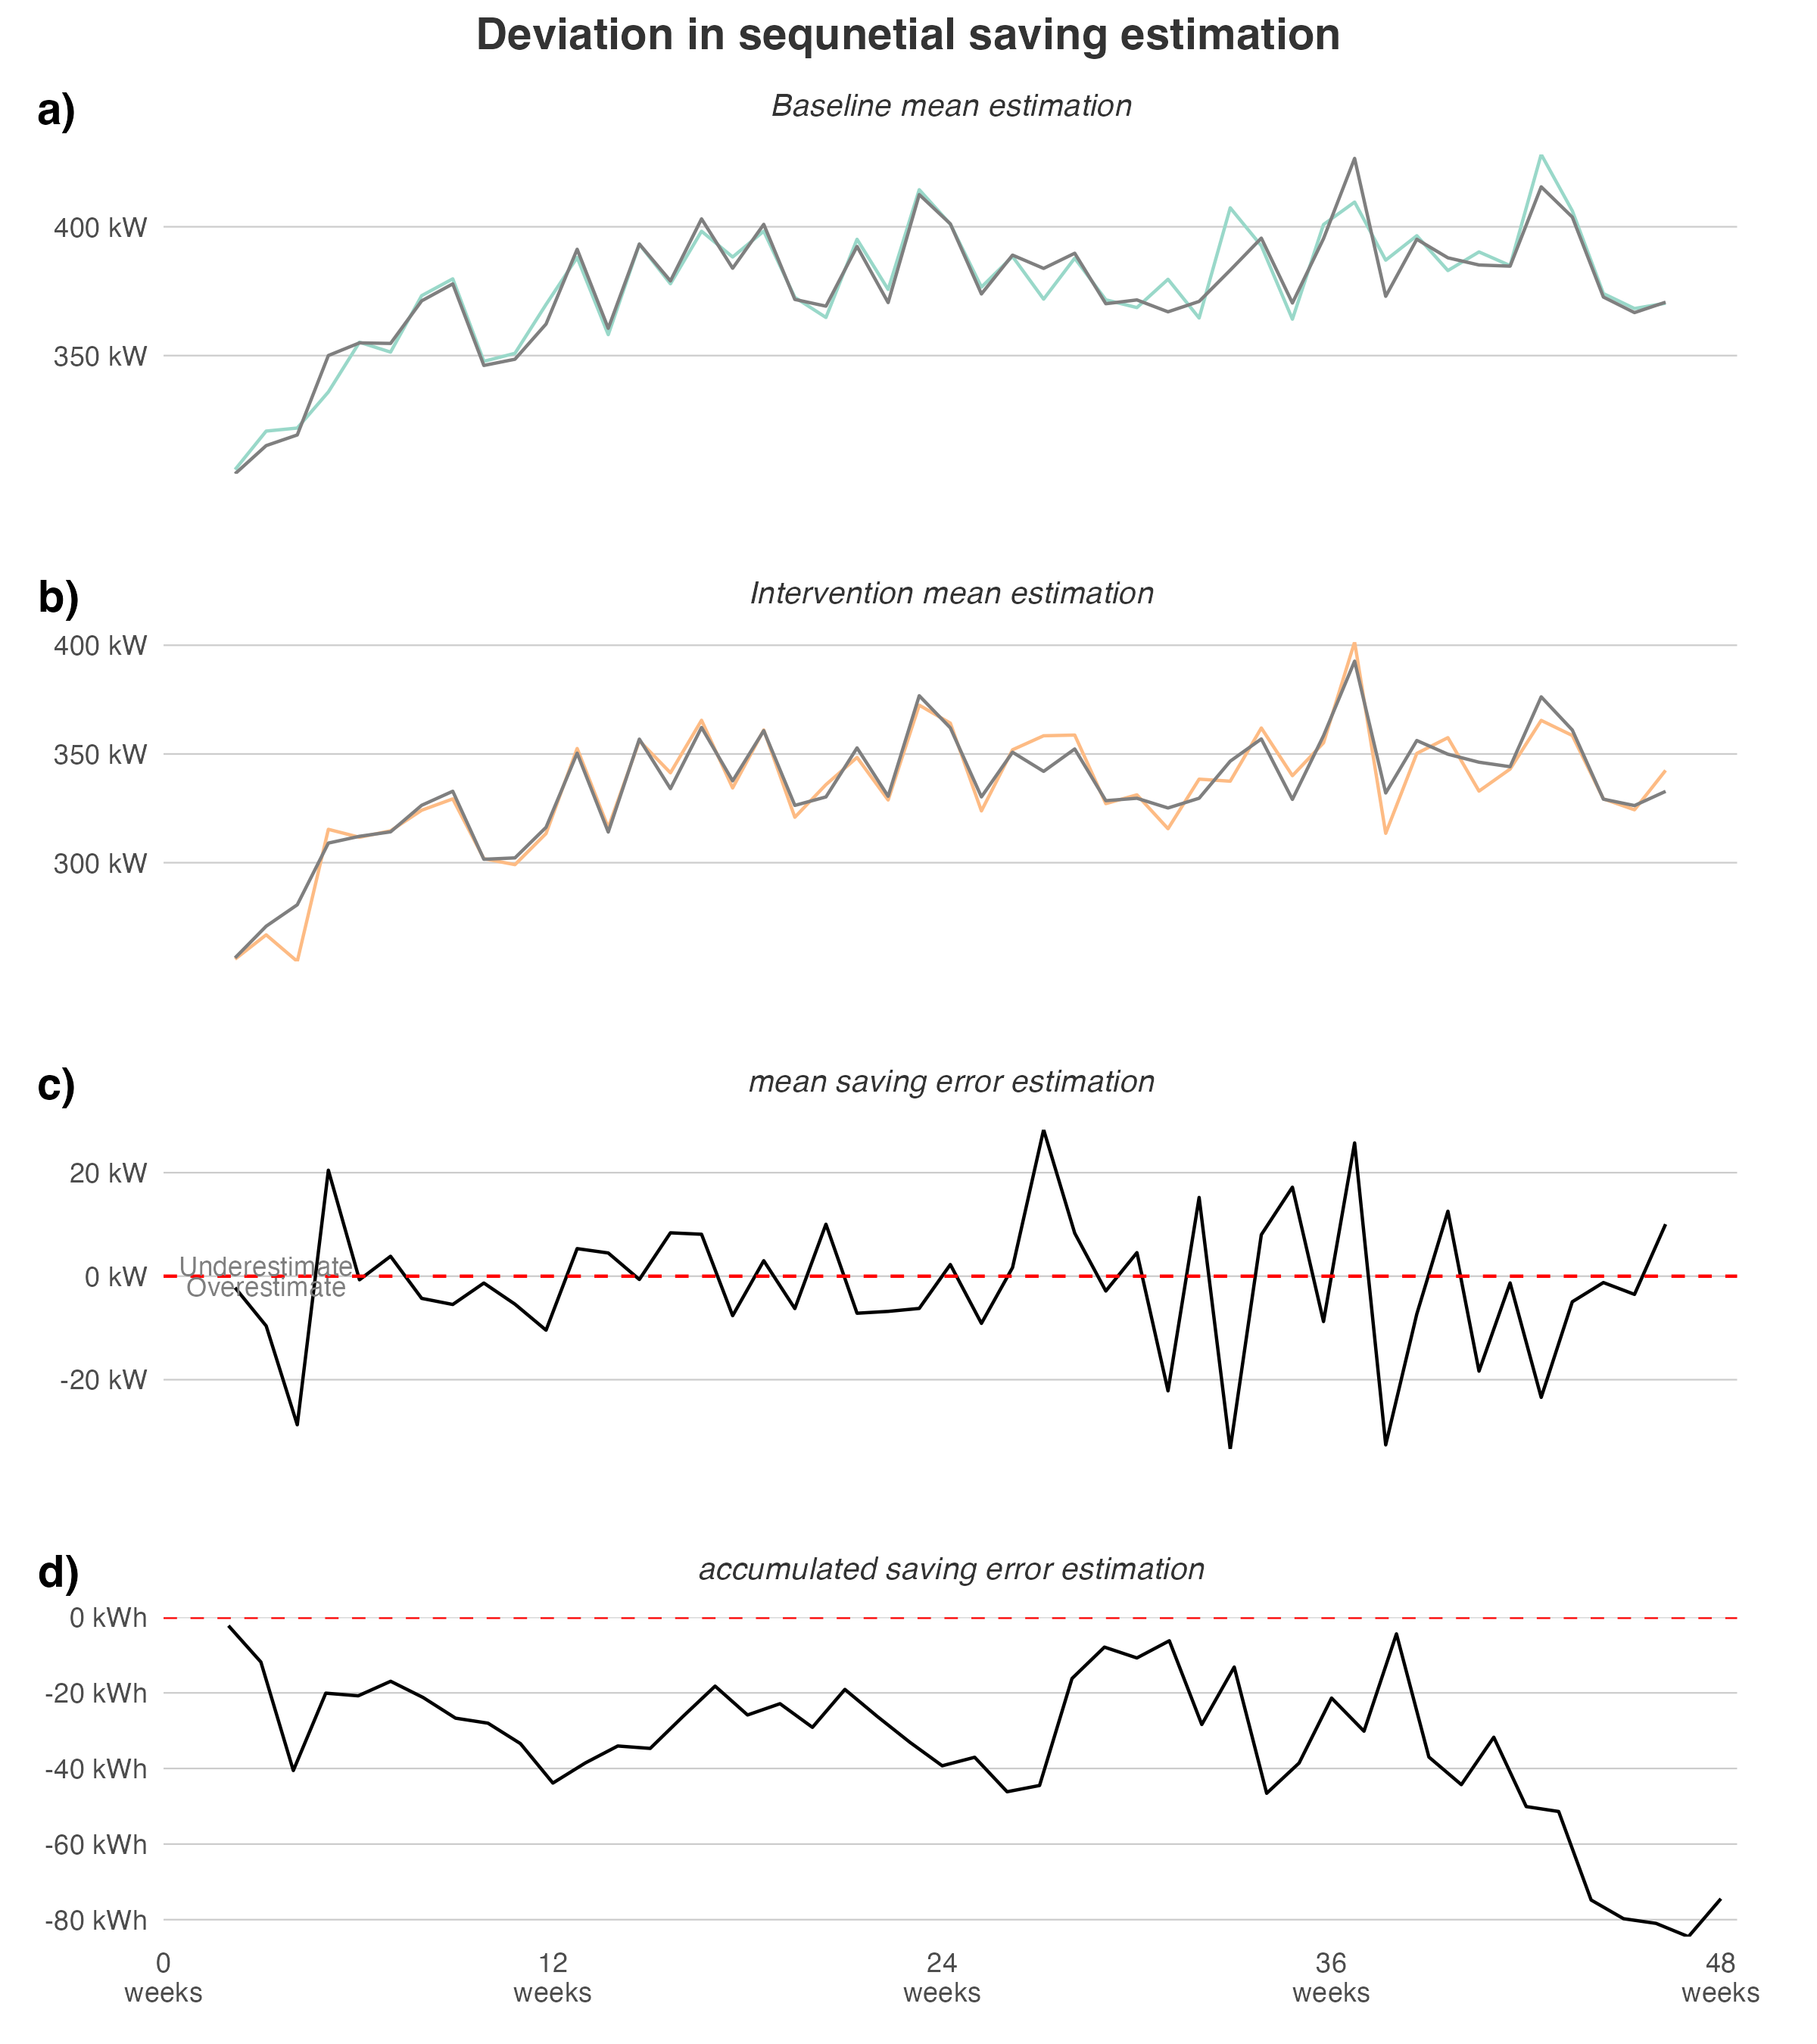 Deviation in sequnetial saving estimation
a)
Baseline mean estimation
400 kW
350 kW
b)
Intervention mean estimation
400 kW
350 kW
300 kW
c)
mean saving error estimation
20 kW
Underestimate
0 kW
Overestimate
-20 kW
d)
accumulated saving error estimation
0 kWh
-20 kWh
-40 kWh
-60 kWh
-80 kWh
0 12 24 36 48
weeks weeks weeks weeks weeks